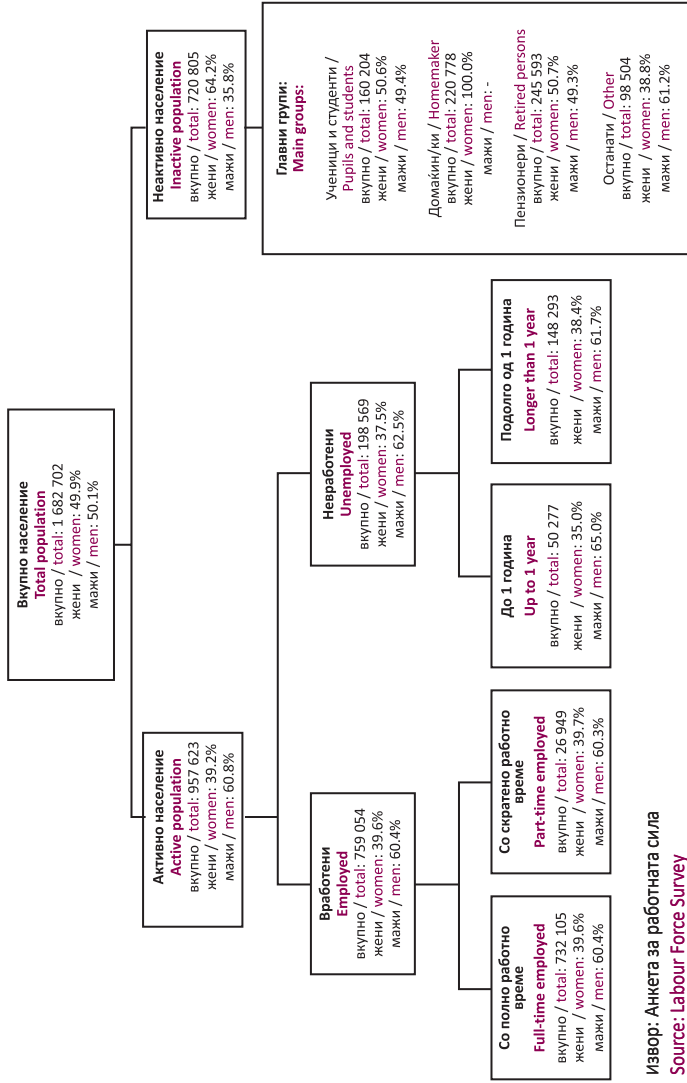 Вкупно население
Total population
вкупно / total: 1 682 702
жени / women: 49.9%
мажи / men: 50.1%
Активно население
Active population
вкупно / total: 957 623
жени / women: 39.2%
мажи / men: 60.8%
Неактивно население
Inactive population
вкупно / total: 720 805
жени / women: 64.2%
мажи / men: 35.8%
Вработени
Employed
вкупно / total: 759 054
жени / women: 39.6%
мажи / men: 60.4%
Невработени
Unemployed
вкупно / total: 198 569
жени / women: 37.5%
мажи / men: 62.5%
Главни групи:
Main groups:
Ученици и студенти /
Pupils and students
вкупно / total: 160 204
жени / women: 50.6%
мажи / men: 49.4%
Домаќин/ки / Homemaker
вкупно / total: 220 778
жени / women: 100.0%
мажи / men: -
Пензионери / Retired persons
вкупно / total: 245 593
жени / women: 50.7%
мажи / men: 49.3%
Останати / Other
вкупно / total: 98 504
жени / women: 38.8%
мажи / men: 61.2%
Со полно работно
време
Full-time employed
вкупно / total: 732 105
жени / women: 39.6%
мажи / men: 60.4%
Со скратено работно
време
Part-time employed
вкупно / total: 26 949
жени / women: 39.7%
мажи / men: 60.3%
До 1 година
Up to 1 year
вкупно / total: 50 277
жени / women: 35.0%
мажи / men: 65.0%
Подолго од 1 година
Longer than 1 year
вкупно / total: 148 293
жени / women: 38.4%
мажи / men: 61.7%
Извор: Анкета за работната сила
Source: Labour Force Survey